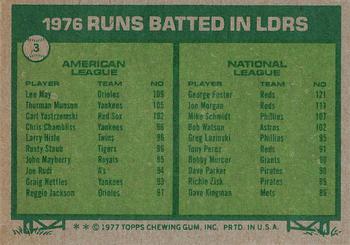 1976 RUNS BATTED IN LDRS
3
AMERICAN LEAGUE
PLAYER TEAM NO
Lee May Orioles 109
Thurman Munson Yankees 105
Carl Yastrzemski Red Sox 102
Chris Chambliss Yankees 96
Larry Hisle Twins 96
Rusty Staub Tigers 96
John Mayberry Royals 95
Joe Rudi A's 94
Graig Nettles Yankees 93
Reggie Jackson Orioles 91
NATIONAL LEAGUE
PLAYER TEAM NO
George Foster Reds 121
Joe Morgan Reds 111
Mike Schmidt Phillies 107
Bob Watson Astros 102
Greg Luzinski Phillies 95
Tony Perez Reds 91
Bobby Murcer Giants 90
Dave Parker Pirates 90
Richie Zisk Pirates 89
Dave Kingman Mets 86
** © 1977 TOPPS CHEWING GUM, INC. PRTD. IN U.S.A.